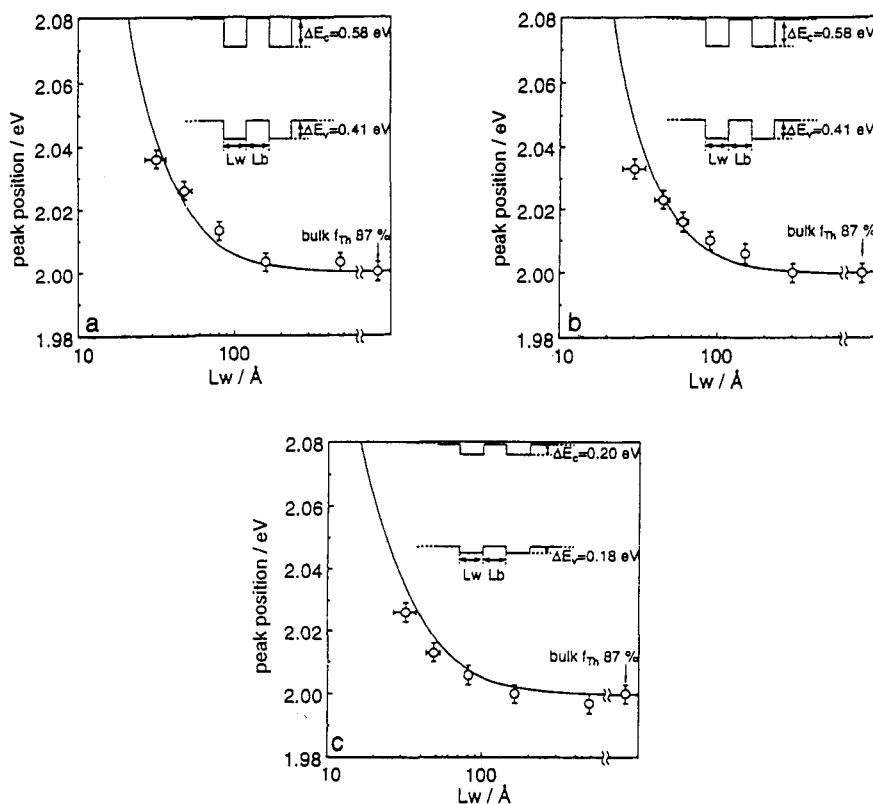 2.08
2.06
2.04
2.02
2.00
1.98
peak position / eV
ΔEc=0.58 eV
ΔEv=0.41 eV
Lw Lb
bulk fTh 87 %
a
10 100
Lw / Å
2.08
2.06
2.04
2.02
2.00
1.98
peak position / eV
ΔEc=0.58 eV
ΔEv=0.41 eV
Lw Lb
bulk fTh 87 %
b
10 100
Lw / Å
2.08
2.06
2.04
2.02
2.00
1.98
peak position / eV
ΔEc=0.20 eV
ΔEv=0.18 eV
Lw Lb
bulk fTh 87 %
c
10 100
Lw / Å